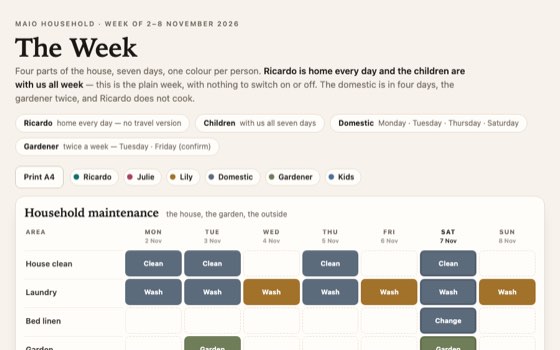 MAIO HOUSEHOLD · WEEK OF 2–8 NOVEMBER 2026
The Week
Four parts of the house, seven days, one colour per person. Ricardo is home every day and the children are
with us all week — this is the plain week, with nothing to switch on or off. The domestic is in four days, the
gardener twice, and Ricardo does not cook.
Ricardo home every day — no travel version
Children with us all seven days
Domestic Monday · Tuesday · Thursday · Saturday
Gardener twice a week — Tuesday · Friday (confirm)
Print A4
Ricardo
Julie
Lily
Domestic
Gardener
Kids
Household maintenance the house, the garden, the outside
AREA MON TUE WED THU FRI SAT SUN
2 Nov 3 Nov 4 Nov 5 Nov 6 Nov 7 Nov 8 Nov
House clean Clean Clean Clean Clean
Laundry Wash Wash Wash Wash Wash Wash Wash
Bed linen Change
Garden Garden Garden